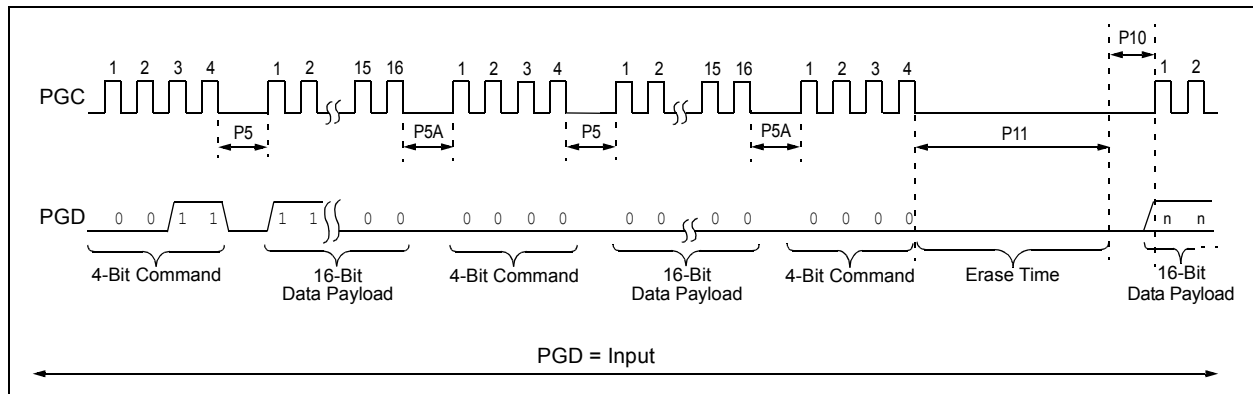 P10
1 2 3 4 1 2 15 16 1 2 3 4 1 2 15 16 1 2 3 4 1 2
PGC
P5 P5A P5 P5A P11
PGD 0 0 1 1 1 1 0 0 0 0 0 0 0 0 0 0 0 0 0 0 n n
4-Bit Command 16-Bit Data Payload 4-Bit Command 16-Bit Data Payload 4-Bit Command Erase Time 16-Bit Data Payload
PGD = Input